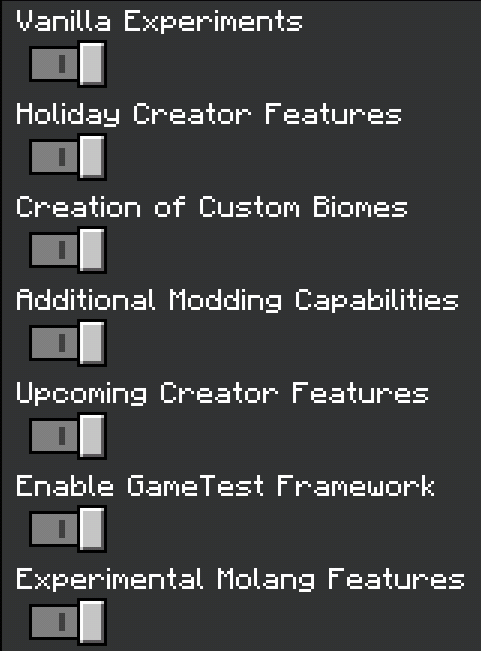 Vanilla Experiments
Holiday Creator Features
Creation of Custom Biomes
Additional Modding Capabilities
Upcoming Creator Features
Enable GameTest Framework
Experimental Molang Features